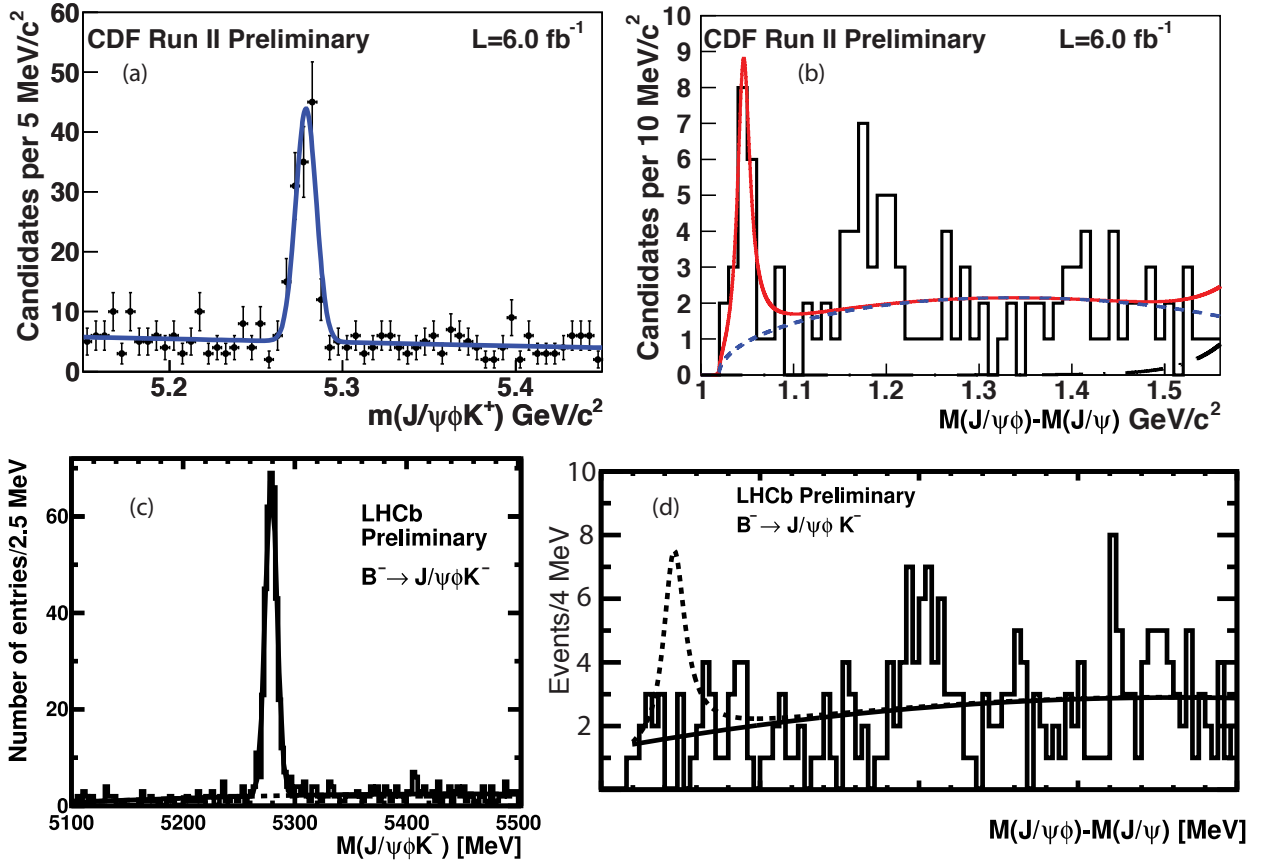 CDF Run II Preliminary L=6.0 fb⁻¹
(a)
Candidates per 5 MeV/c²
60
50
40
30
20
10
0
5.2 5.3 5.4
m(J/ψϕK⁺) GeV/c²
CDF Run II Preliminary L=6.0 fb⁻¹
(b)
Candidates per 10 MeV/c²
10
9
8
7
6
5
4
3
2
1
0
1 1.1 1.2 1.3 1.4 1.5
M(J/ψϕ)-M(J/ψ) GeV/c²
(c)
LHCb
Preliminary
B⁻→ J/ψϕK⁻
Number of entries/2.5 MeV
60
40
20
0
5100 5200 5300 5400 5500
M(J/ψϕK⁻) [MeV]
(d)
LHCb Preliminary
B⁻→ J/ψϕ K⁻
Events/4 MeV
10
8
6
4
2
M(J/ψϕ)-M(J/ψ) [MeV]